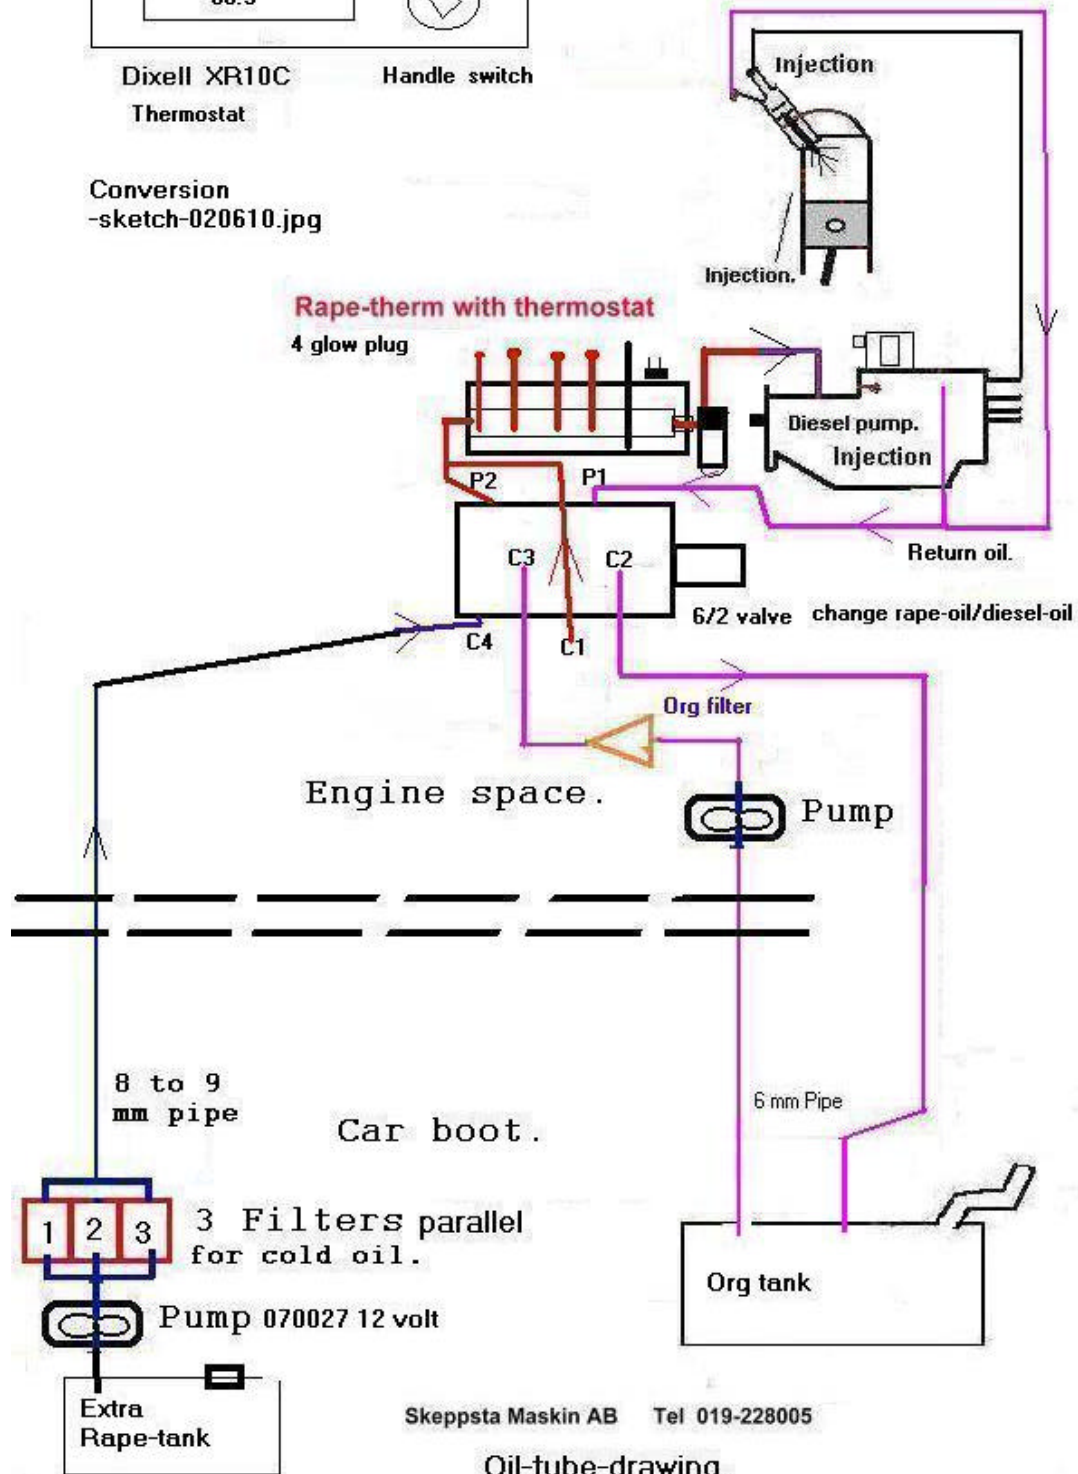 Dixell XR10C
Handle switch
Thermostat
Injection
Conversion
-sketch-020610.jpg
Injection.
Rape-therm with thermostat
4 glow plug
Diesel pump.
Injection
P2
P1
C3
C2
Return oil.
6/2 valve change rape-oil/diesel-oil
C4
C1
Org filter
Engine space.
Pump
8 to 9
mm pipe
6 mm Pipe
Car boot.
1 2 3
3 Filters parallel
for cold oil.
Org tank
Pump 070027 12 volt
Extra
Rape-tank
Skeppsta Maskin AB Tel 019-228005
Oil-tube-drawing